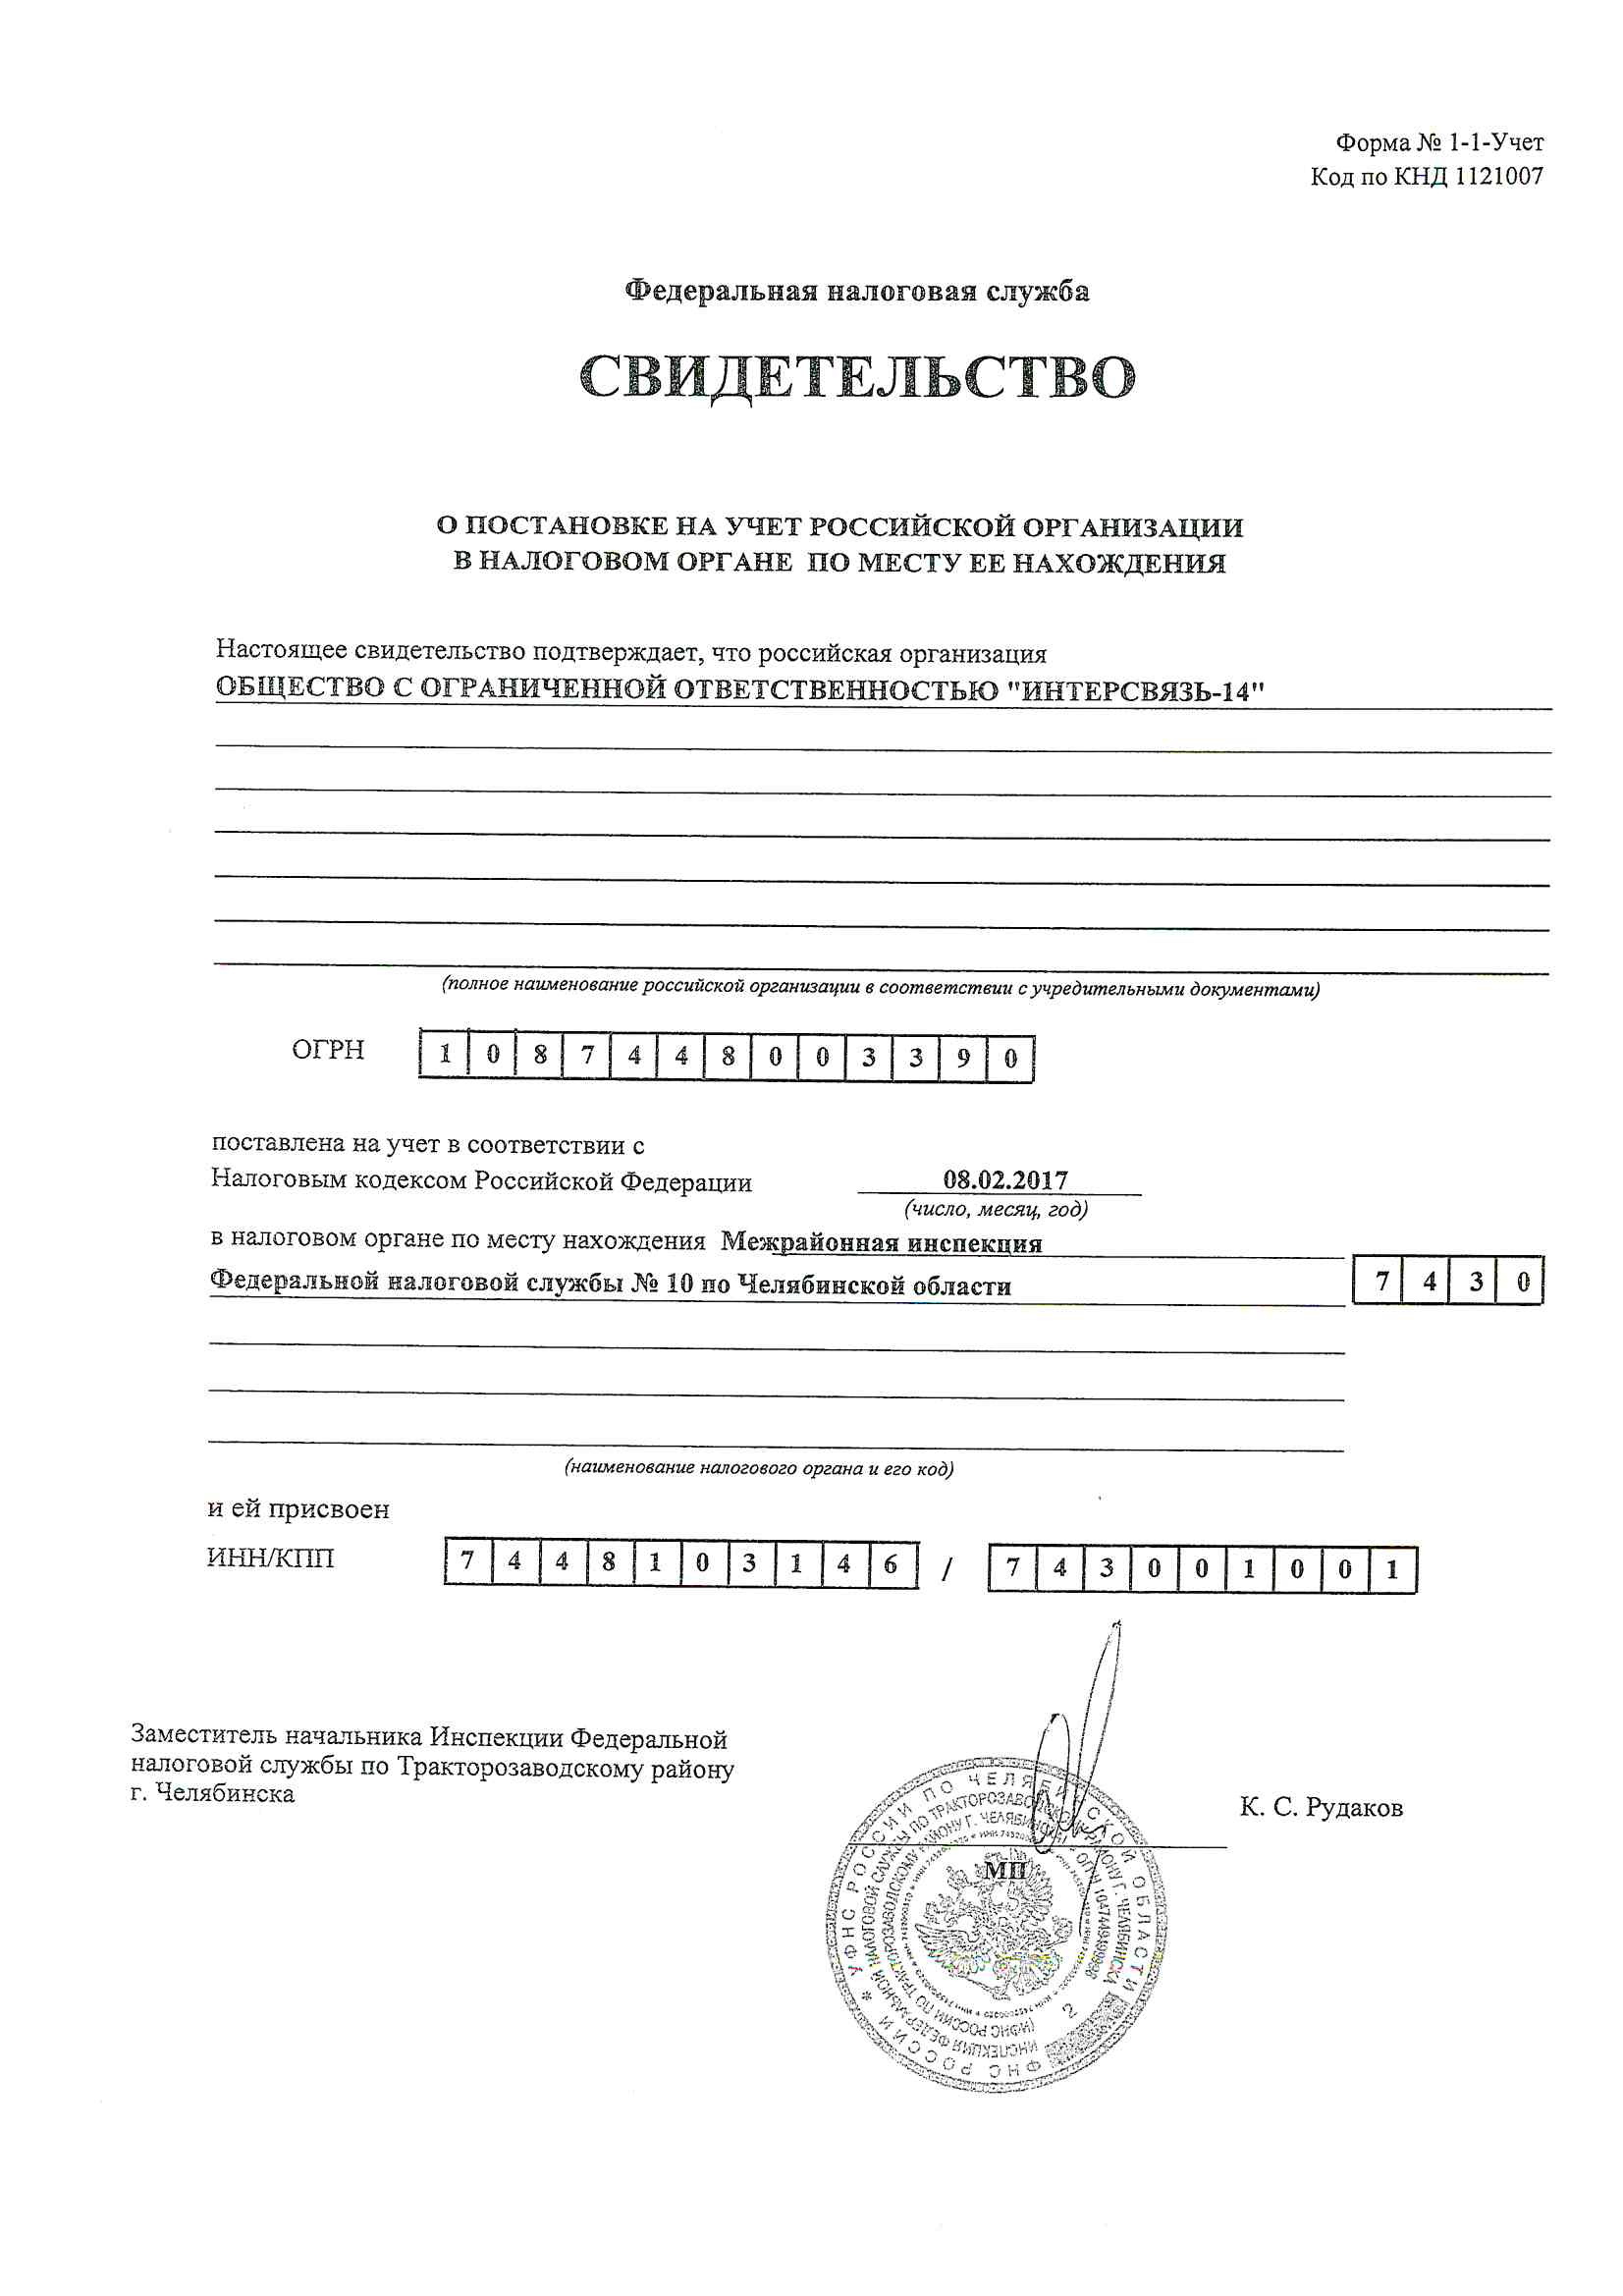 Форма № 1-1-Учет
Код по КНД 1121007
Федеральная налоговая служба
СВИДЕТЕЛЬСТВО
О ПОСТАНОВКЕ НА УЧЕТ РОССИЙСКОЙ ОРГАНИЗАЦИИ
В НАЛОГОВОМ ОРГАНЕ ПО МЕСТУ ЕЕ НАХОЖДЕНИЯ
Настоящее свидетельство подтверждает, что российская организация
ОБЩЕСТВО С ОГРАНИЧЕННОЙ ОТВЕТСТВЕННОСТЬЮ "ИНТЕРСВЯЗЬ-14"
(полное наименование российской организации в соответствии с учредительными документами)
ОГРН 1 0 8 7 4 4 8 0 0 3 3 9 0
поставлена на учет в соответствии с
Налоговым кодексом Российской Федерации 08.02.2017
(число, месяц, год)
в налоговом органе по месту нахождения Межрайонная инспекция
Федеральной налоговой службы № 10 по Челябинской области 7 4 3 0
(наименование налогового органа и его код)
и ей присвоен
ИНН/КПП 7 4 4 8 1 0 3 1 4 6 / 7 4 3 0 0 1 0 0 1
Заместитель начальника Инспекции Федеральной
налоговой службы по Тракторозаводскому району
г. Челябинска
К. С. Рудаков
МП
ФНС РОССИИ * УФНС РОССИИ ПО ЧЕЛЯБИНСКОЙ ОБЛАСТИ
ИНСПЕКЦИЯ ФЕДЕРАЛЬНОЙ НАЛОГОВОЙ СЛУЖБЫ ПО ТРАКТОРОЗАВОДСКОМУ РАЙОНУ Г. ЧЕЛЯБИНСКА
(ИФНС РОССИИ ПО ТРАКТОРОЗАВОДСКОМУ РАЙОНУ Г. ЧЕЛЯБИНСКА)
2